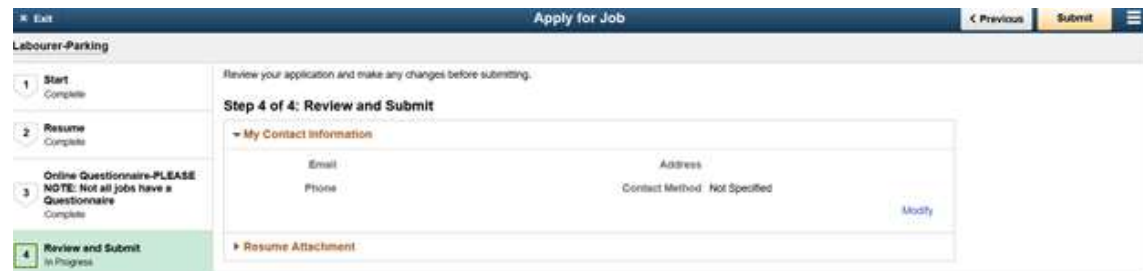 × Exit
Apply for Job
< Previous
Submit
Labourer-Parking
1
Start
Complete
2
Resume
Complete
3
Online Questionnaire-PLEASE
NOTE: Not all jobs have a
Questionnaire
Complete
4
Review and Submit
In Progress
Review your application and make any changes before submitting.
Step 4 of 4: Review and Submit
My Contact Information
Email
Address
Phone
Contact Method Not Specified
Modify
Resume Attachment